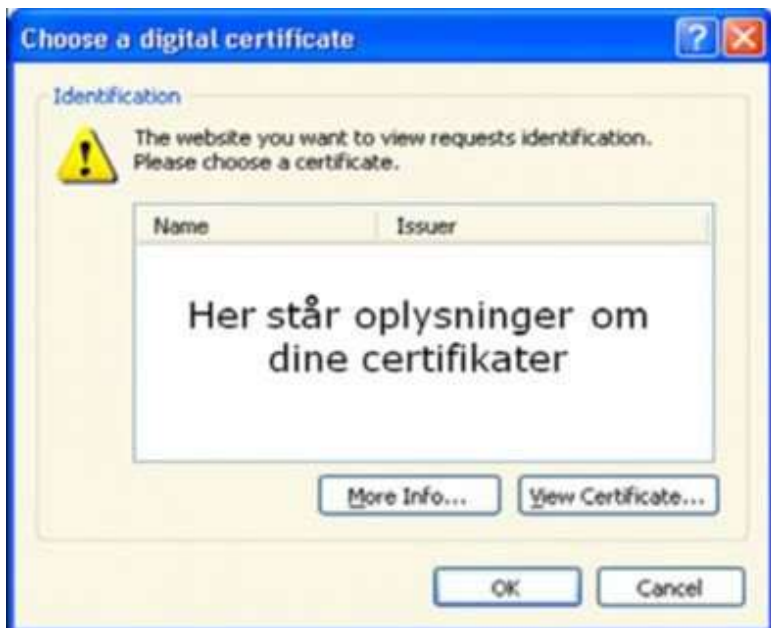 Choose a digital certificate
Identification
The website you want to view requests identification.
Please choose a certificate.
Name Issuer
Her står oplysninger om
dine certifikater
More Info... View Certificate...
OK Cancel